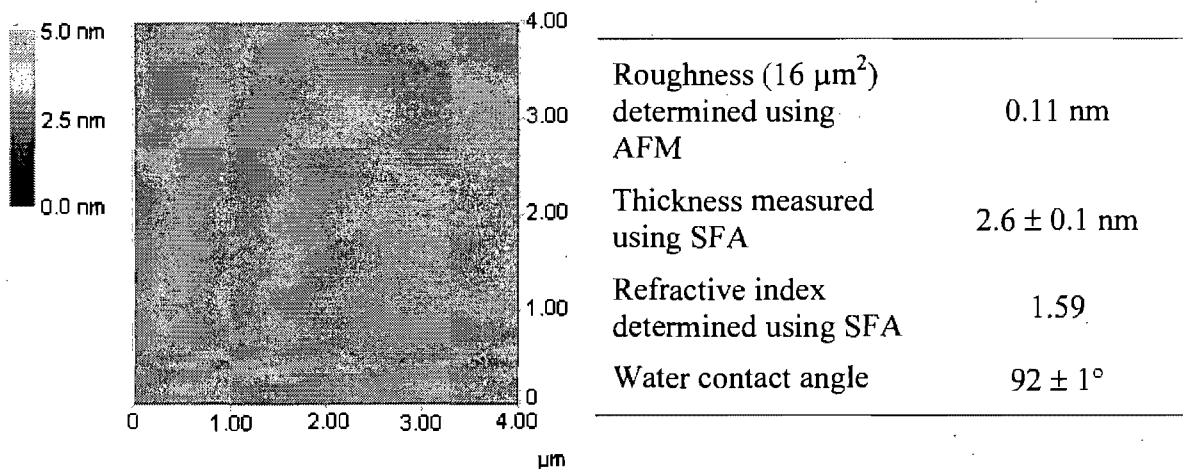 5.0 nm
2.5 nm
0.0 nm
4.00
3.00
2.00
1.00
0
0
1.00
2.00
3.00
4.00
µm
Roughness (16 µm²)
determined using
AFM
0.11 nm
Thickness measured
using SFA
2.6 ± 0.1 nm
Refractive index
determined using SFA
1.59
Water contact angle
92 ± 1°